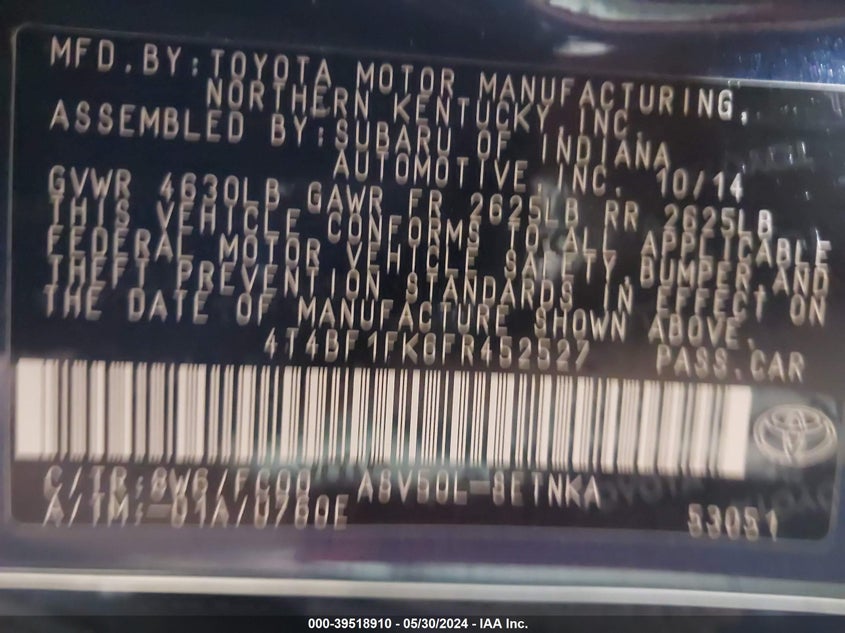 MFD.BY:TOYOTA MOTOR MANUFACTURING,
NORTHERN KENTUCKY,INC.
ASSEMBLED BY:SUBARU OF INDIANA
AUTOMOTIVE,INC. 10/14
GVWR 4630LB GAWR FR 2625LB RR 2625LB
THIS VEHICLE CONFORMS TO ALL APPLICABLE
FEDERAL MOTOR VEHICLE SAFETY,BUMPER AND
THEFT PREVENTION STANDARDS IN EFFECT ON
THE DATE OF MANUFACTURE SHOWN ABOVE.
4T4BF1FK6FR452527 PASS.CAR
C/TR:8W6/FC00 ASV50L-8ETNKA
A/TM:-01A/U760E 53051
000-39518910 — 05/30/2024 — IAA Inc.